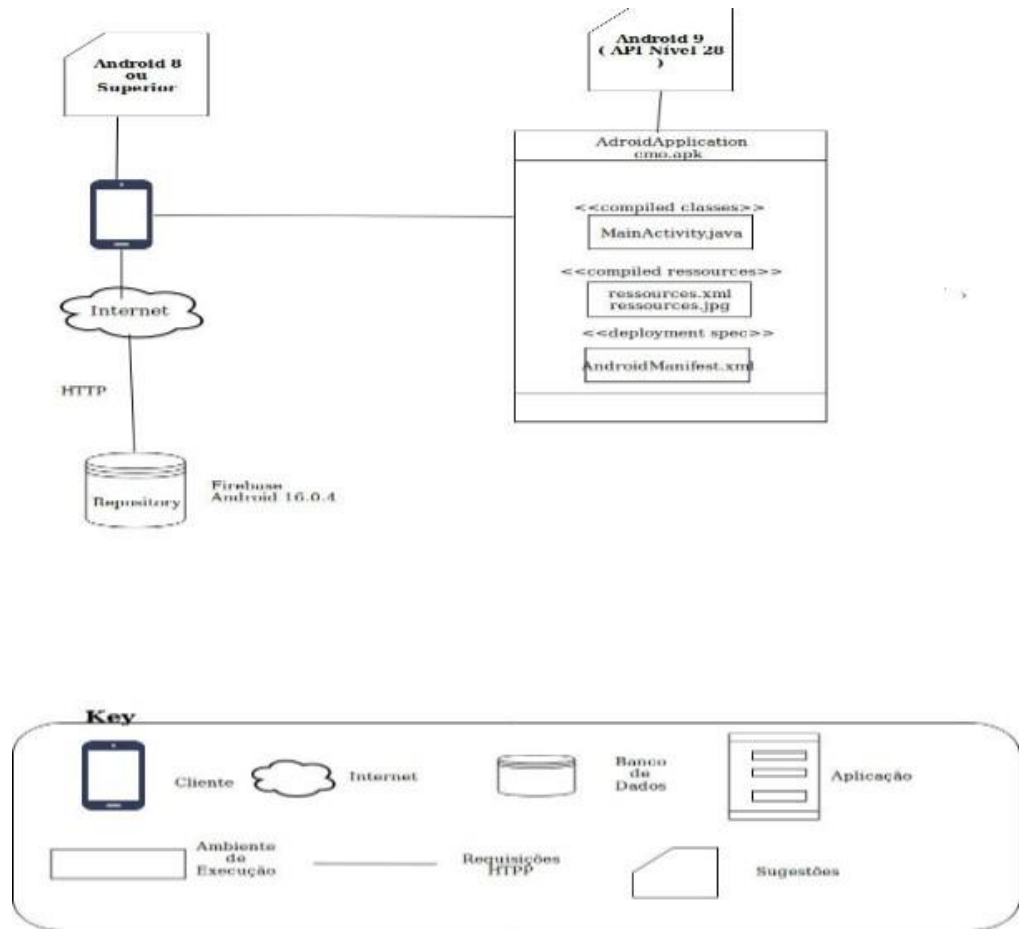 Android 8
ou
Superior
Android 9
( API Nível 28
)
AdroidApplication
cmo.apk
<<compiled classes>>
MainActivity.java
<<compiled ressources>>
ressources.xml
ressources.jpg
<<deployment spec>>
AndroidManifest.xml
Internet
HTTP
Repository
Firebase
Android 16.0.4
Key
Cliente
Internet
Banco
de
Dados
Aplicação
Ambiente
de
Execução
Requisições
HTPP
Sugestões